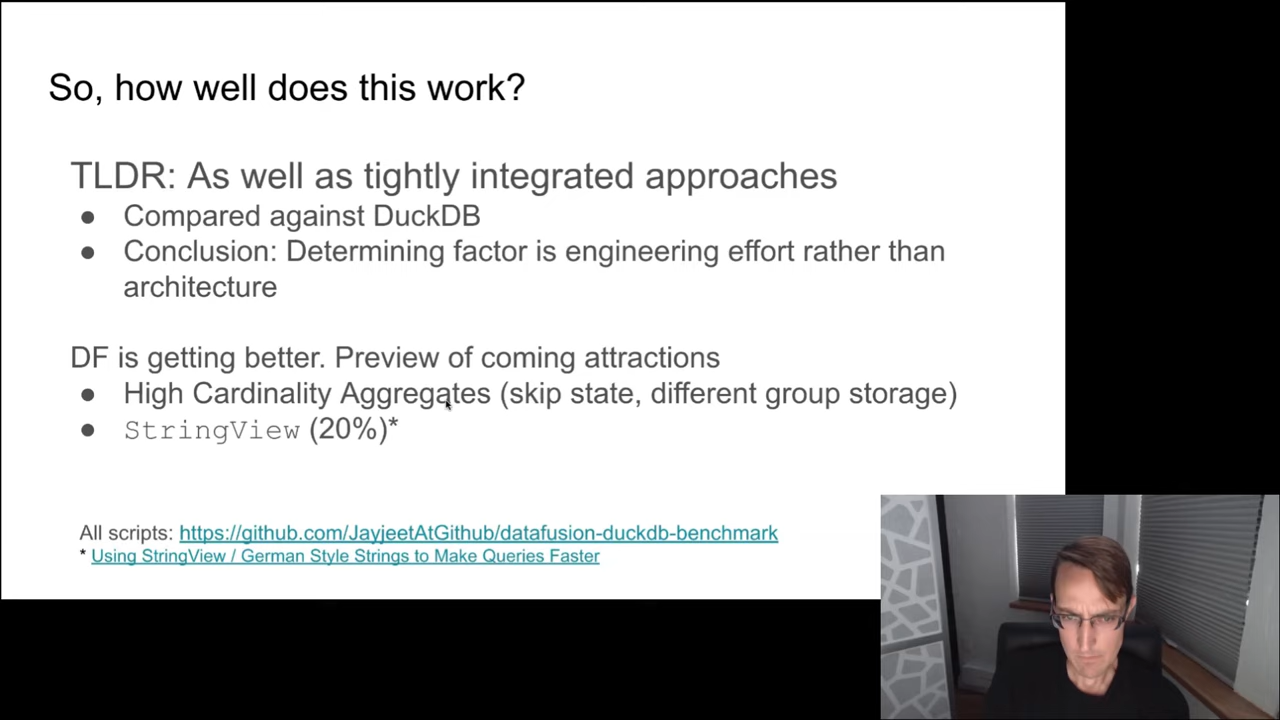 So, how well does this work?
TLDR: As well as tightly integrated approaches
● Compared against DuckDB
● Conclusion: Determining factor is engineering effort rather than
architecture
DF is getting better. Preview of coming attractions
● High Cardinality Aggregates (skip state, different group storage)
● StringView (20%)*
All scripts: https://github.com/JayjeetAtGithub/datafusion-duckdb-benchmark
* Using StringView / German Style Strings to Make Queries Faster